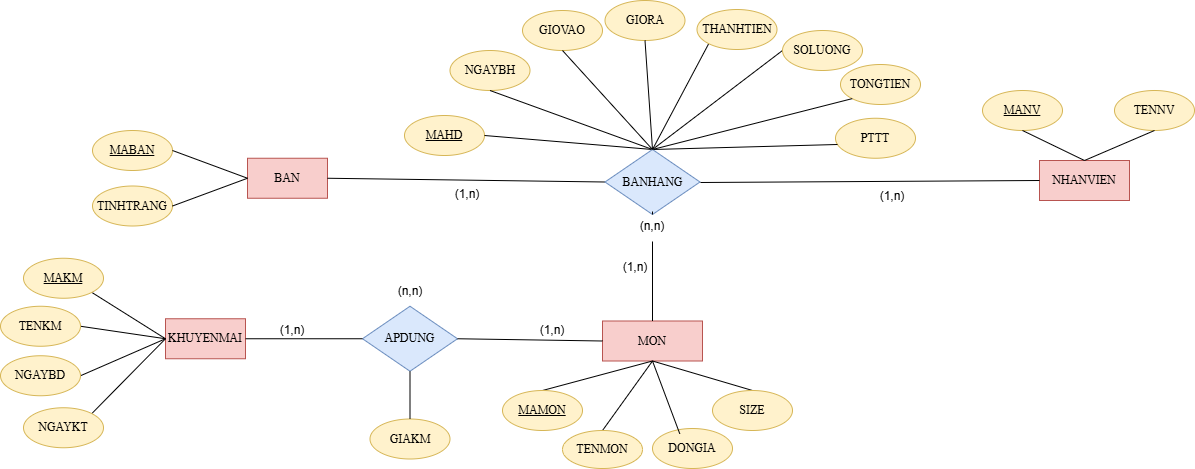 GIORA
GIOVAO
THANHTIEN
SOLUONG
NGAYBH
TONGTIEN
MAHD
PTTT
MANV
TENNV
MABAN
TINHTRANG
BAN
(1,n)
BANHANG
(n,n)
(1,n)
NHANVIEN
(1,n)
MAKM
TENKM
NGAYBD
NGAYKT
KHUYENMAI
(1,n)
(n,n)
APDUNG
(1,n)
GIAKM
MON
MAMON
TENMON
DONGIA
SIZE